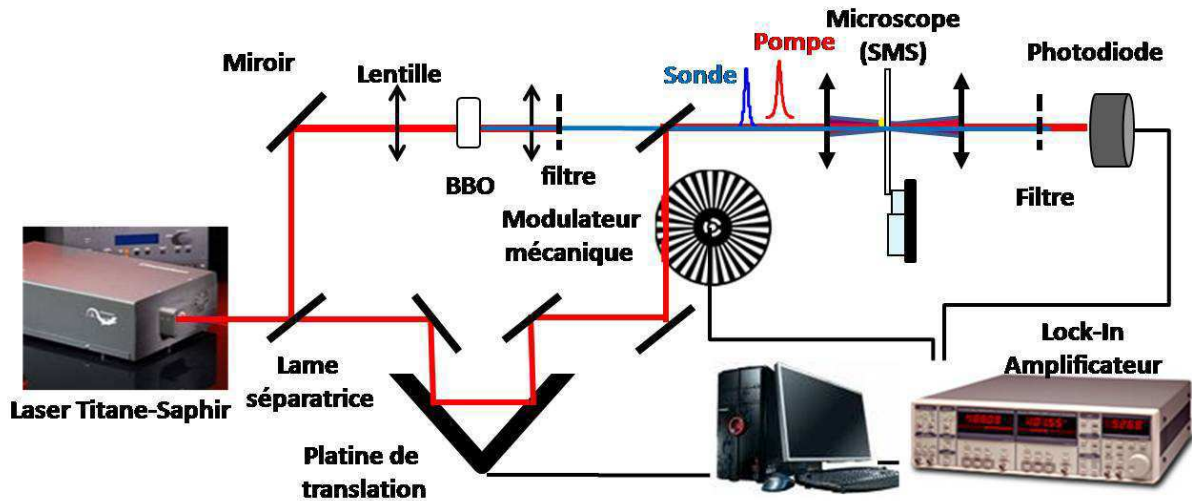 Microscope
(SMS)
Pompe
Sonde
Photodiode
Miroir
Lentille
BBO
filtre
Filtre
Modulateur
mécanique
Lame
séparatrice
Laser Titane-Saphir
Platine de
translation
Lock-In
Amplificateur